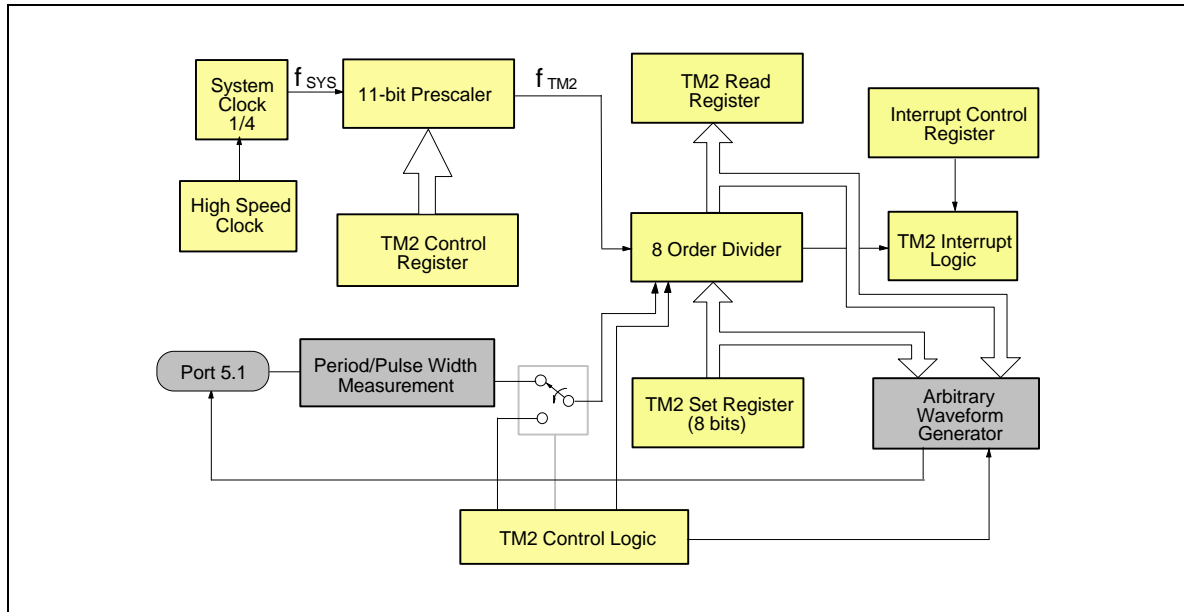 System
Clock
1/4
f SYS
11-bit Prescaler
f TM2
TM2 Read
Register
Interrupt Control
Register
High Speed
Clock
TM2 Control
Register
8 Order Divider
TM2 Interrupt
Logic
Port 5.1
Period/Pulse Width
Measurement
TM2 Set Register
(8 bits)
Arbitrary
Waveform
Generator
TM2 Control Logic